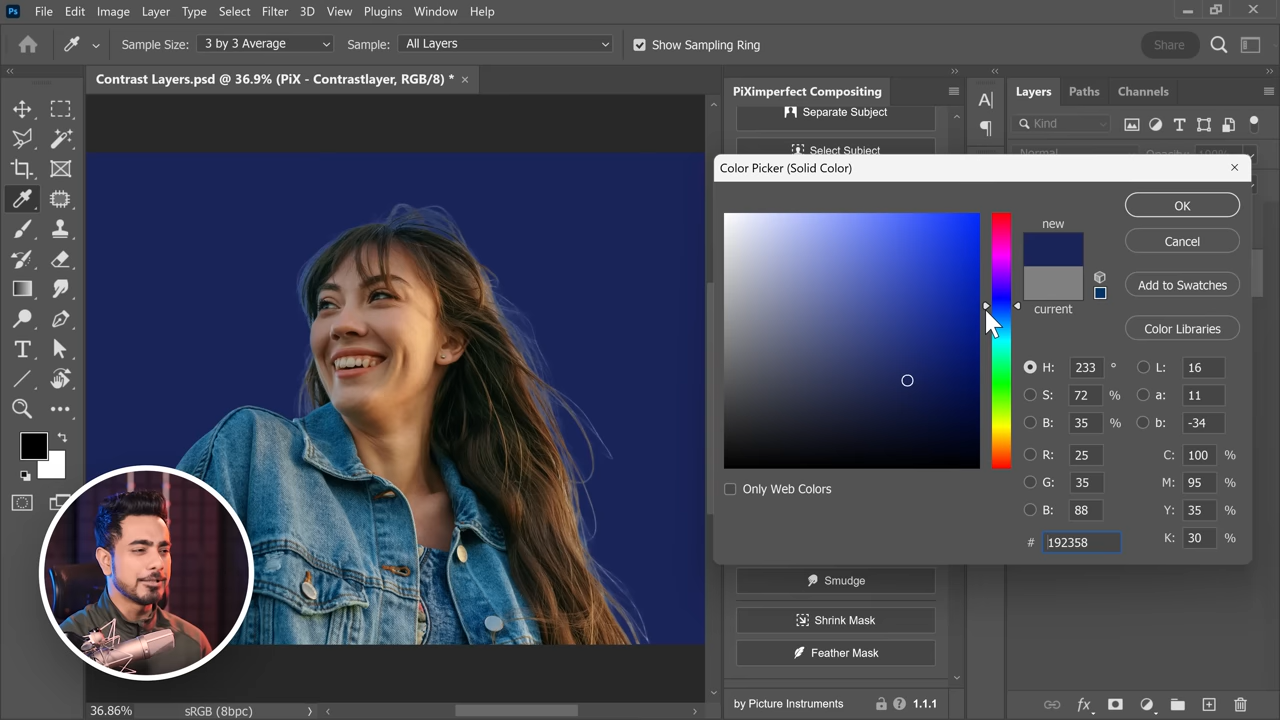 Ps File Edit Image Layer Type Select Filter 3D View Plugins Window Help
Sample Size: 3 by 3 Average Sample: All Layers Show Sampling Ring Share
Contrast Layers.psd @ 36.9% (PiX - Contrastlayer, RGB/8) * ×
PiXimperfect Compositing
Layers Paths Channels
Separate Subject
Kind
Select Subject
Color Picker (Solid Color)
new
current
OK
Cancel
Add to Swatches
Color Libraries
H: 233 ° L: 16
S: 72 % a: 11
B: 35 % b: -34
R: 25 C: 100 %
G: 35 M: 95 %
B: 88 Y: 35 %
# 192358 K: 30 %
Only Web Colors
Smudge
Shrink Mask
Feather Mask
36.86% sRGB (8bpc)
by Picture Instruments 1.1.1
fx